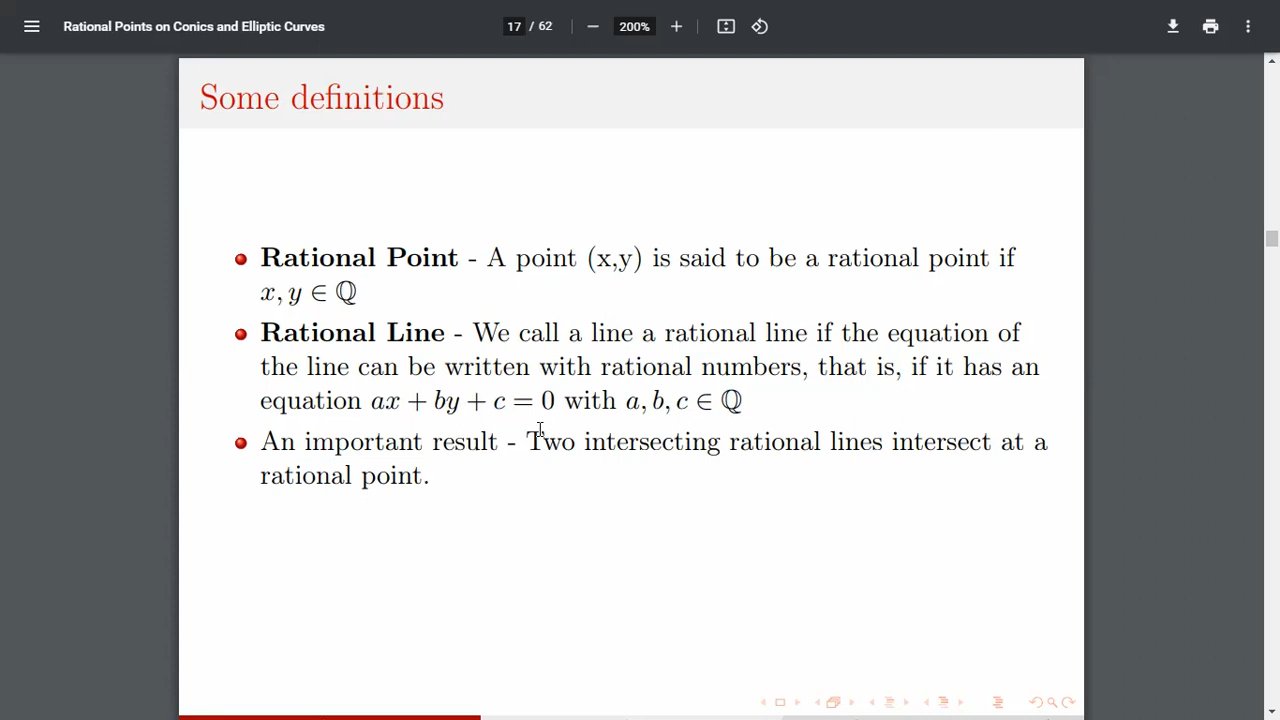 Rational Points on Conics and Elliptic Curves
17 / 62
200%
Some definitions
Rational Point - A point (x,y) is said to be a rational point if
x, y ∈ ℚ
Rational Line - We call a line a rational line if the equation of
the line can be written with rational numbers, that is, if it has an
equation ax + by + c = 0 with a, b, c ∈ ℚ
An important result - Two intersecting rational lines intersect at a
rational point.